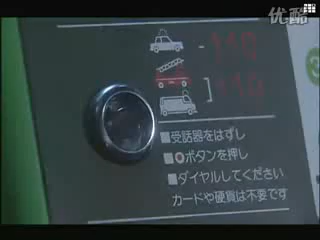 优酷
110
119
■受話器をはずし
■●ボタンを押し
■ダイヤルしてください
カードや硬貨は不要です